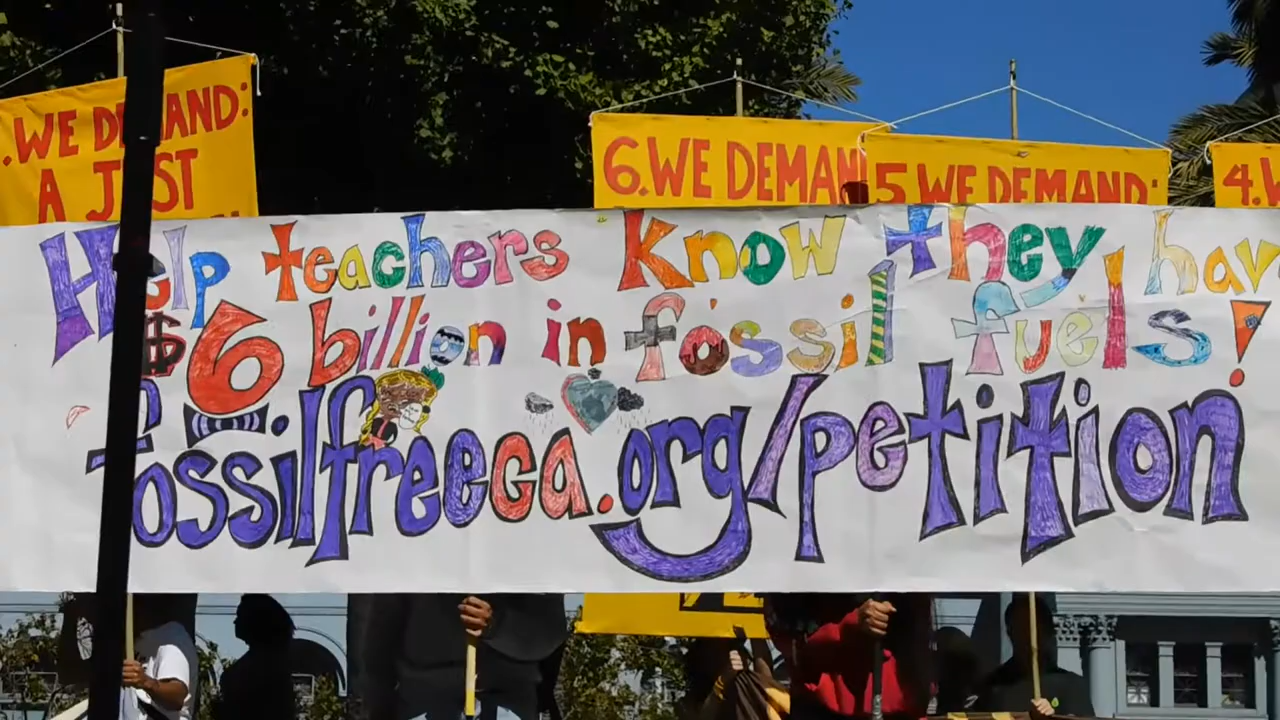 .WE DEMAND:
A JUST
6.WE DEMAN
5 WE DEMAND:
4.W
Help teachers Know they hav
$6 billion in fossil fuels!
fossilfreeca.org/petition